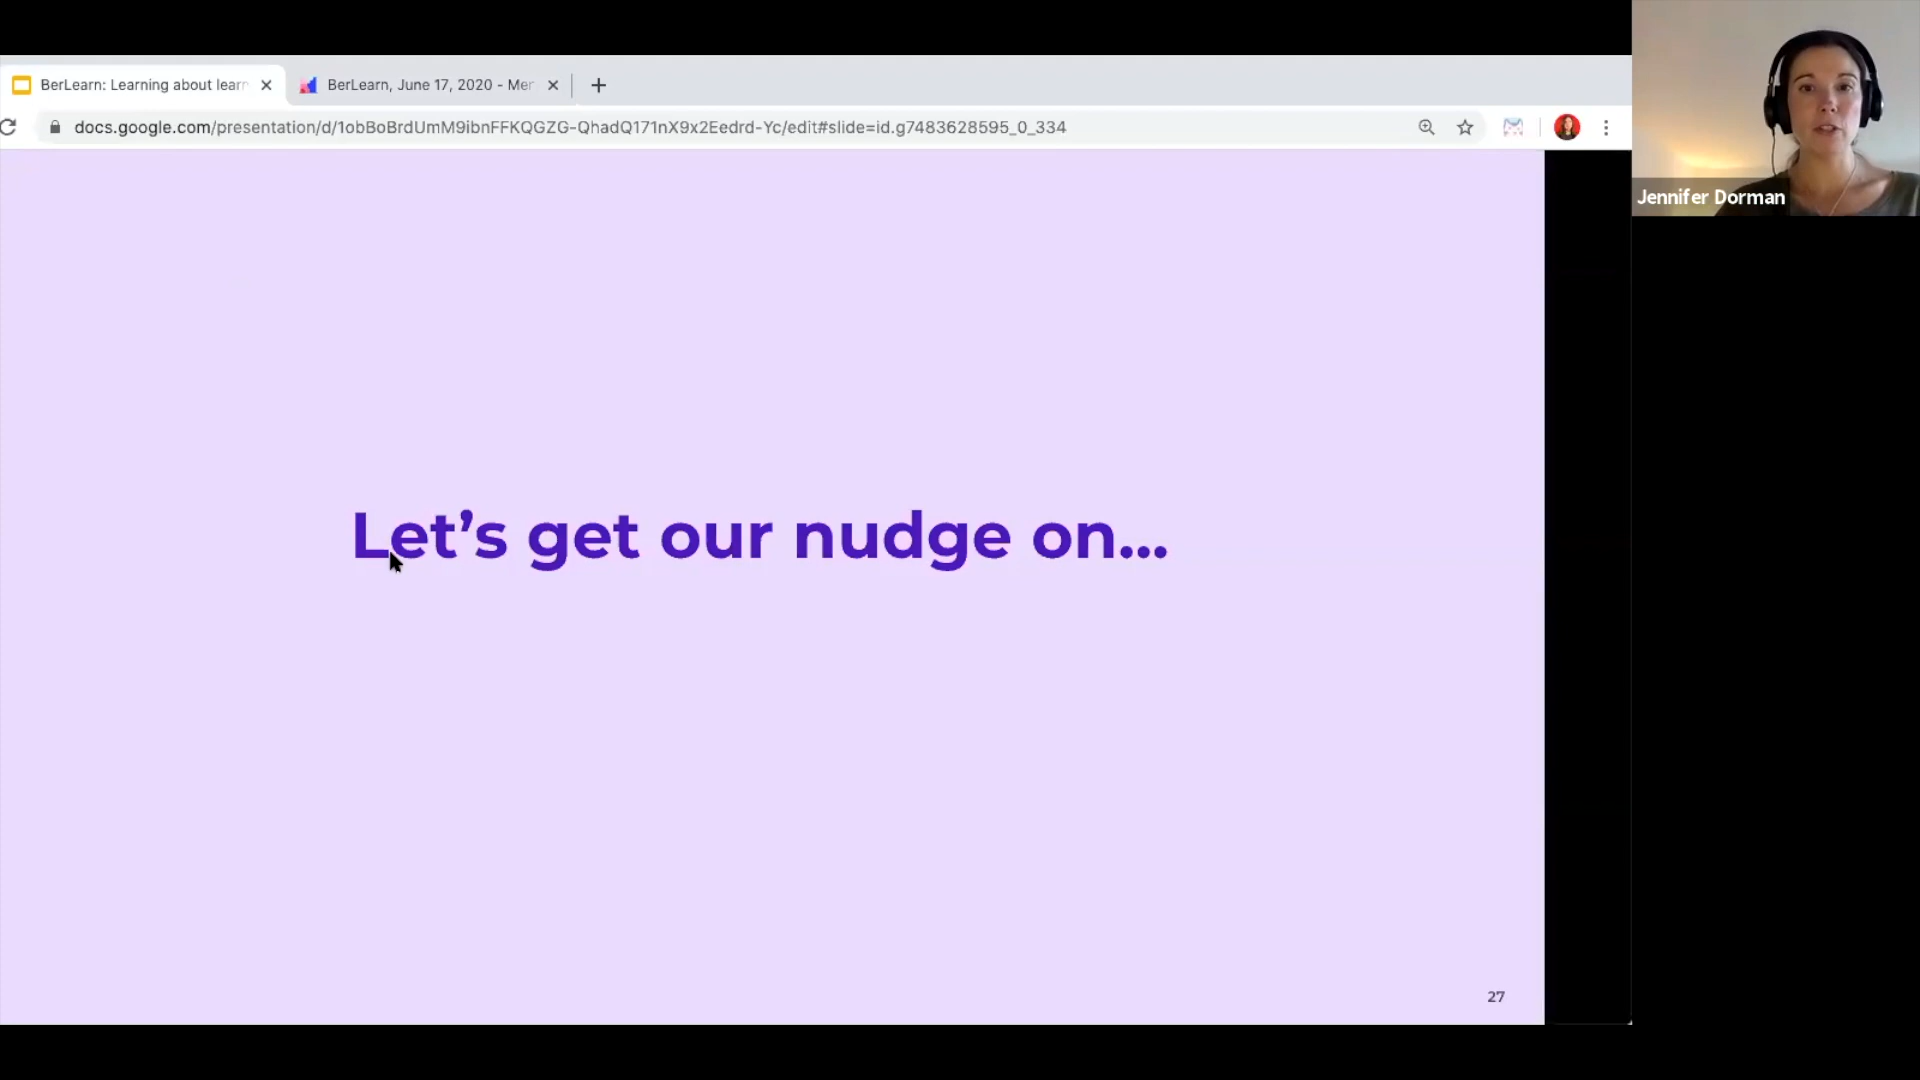 BerLearn: Learning about learn
BerLearn, June 17, 2020 - Men
docs.google.com/presentation/d/1obBoBrdUmM9ibnFFKQGZG-QhadQ171nX9x2Eedrd-Yc/edit#slide=id.g7483628595_0_334
Jennifer Dorman
Let’s get our nudge on...
27